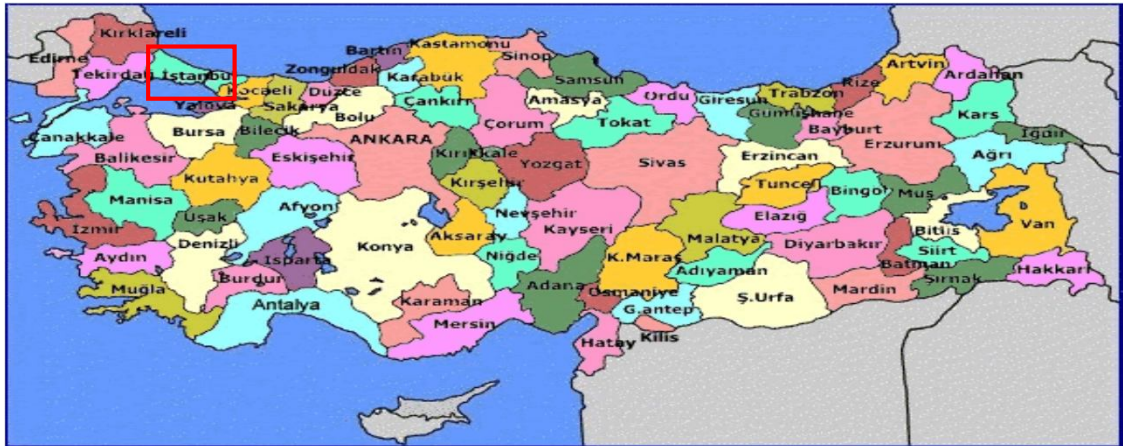 Kırklareli
Edirne
Tekirdağ
İstanbul
Kocaeli
Yalova
Sakarya
Düzce
Zonguldak
Bartın
Karabük
Kastamonu
Sinop
Samsun
Ordu
Giresun
Trabzon
Rize
Artvin
Ardahan
Kars
Iğdır
Çanakkale
Balıkesir
Bursa
Bilecik
Bolu
ANKARA
Çankırı
Çorum
Amasya
Tokat
Gümüşhane
Bayburt
Erzurum
Ağrı
Eskişehir
Kutahya
Kırıkkale
Yozgat
Sivas
Erzincan
Tuncel
Bingöl
Muş
Van
Manisa
Uşak
Afyon
Kırşehir
Nevşehir
Kayseri
Malatya
Elazığ
Diyarbakır
Bitlis
Siirt
Batman
Şırnak
Hakkari
İzmir
Aydın
Denizli
Isparta
Konya
Aksaray
Niğde
Adana
K.Maraş
Adıyaman
Ş.Urfa
Mardin
Muğla
Burdur
Antalya
Karaman
Mersin
Osmaniye
G.antep
Hatay
Kilis